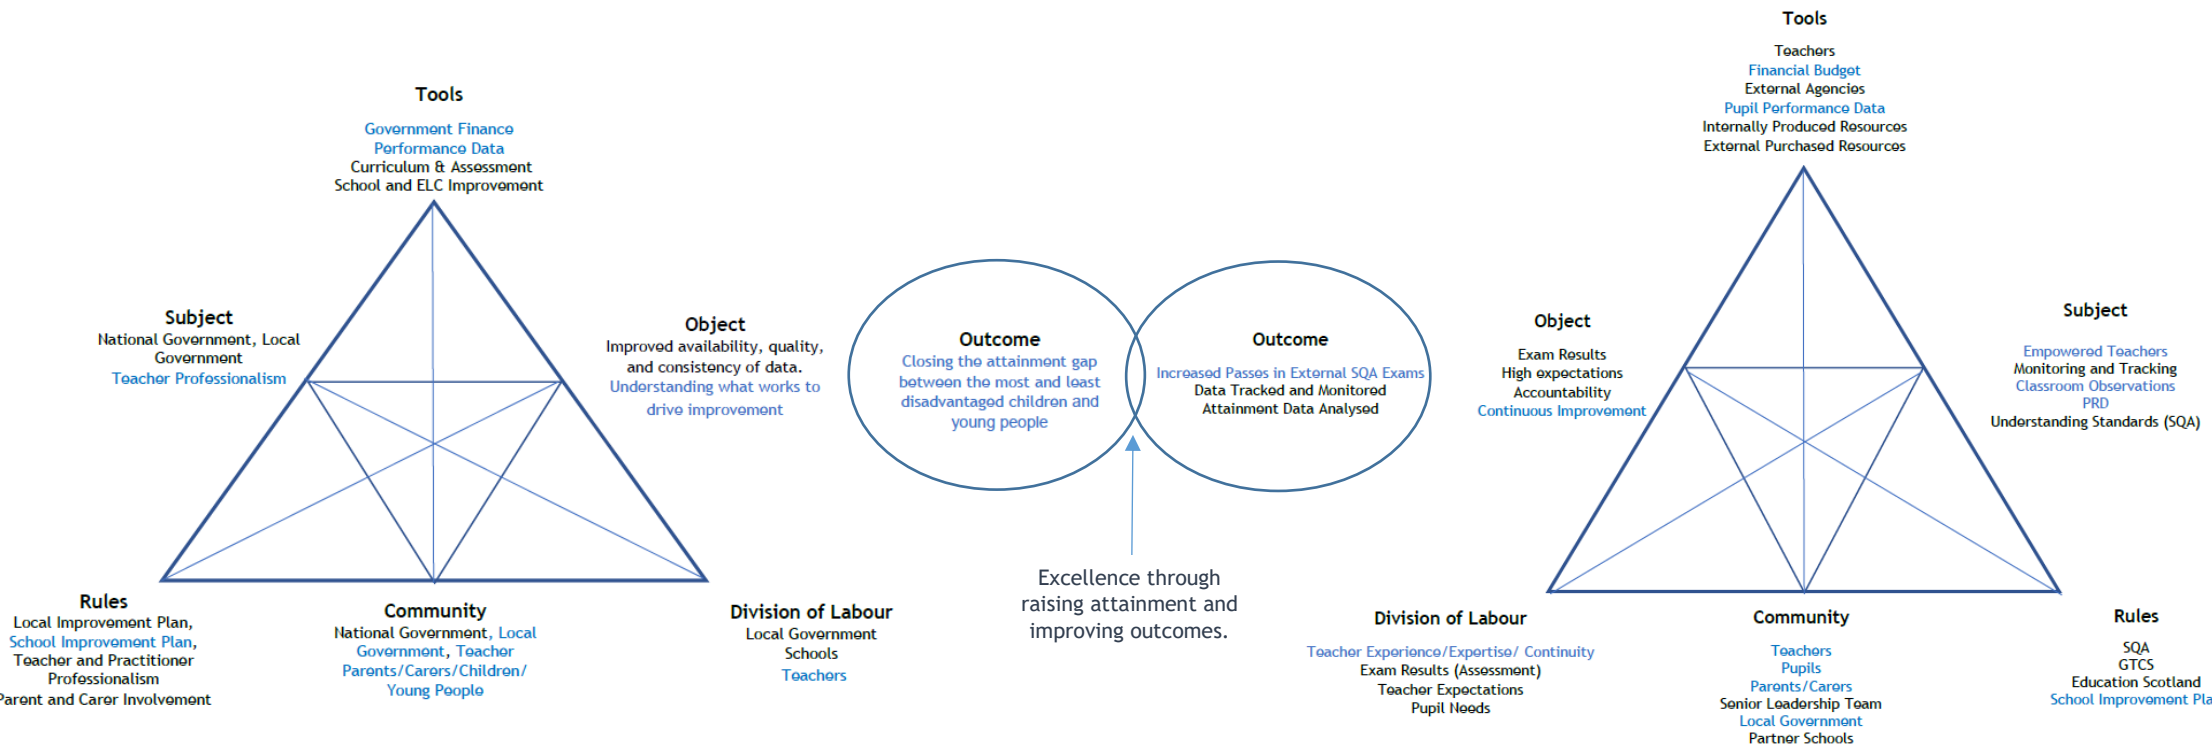 Tools
Government Finance
Performance Data
Curriculum & Assessment
School and ELC Improvement
Subject
National Government, Local
Government
Teacher Professionalism
Object
Improved availability, quality,
and consistency of data.
Understanding what works to
drive improvement
Rules
Local Improvement Plan,
School Improvement Plan,
Teacher and Practitioner
Professionalism
Parent and Carer Involvement
Community
National Government, Local
Government, Teacher
Parents/Carers/Children/
Young People
Division of Labour
Local Government
Schools
Teachers
Outcome
Closing the attainment gap
between the most and least
disadvantaged children and
young people
Outcome
Increased Passes in External SQA Exams
Data Tracked and Monitored
Attainment Data Analysed
Excellence through
raising attainment and
improving outcomes.
Tools
Teachers
Financial Budget
External Agencies
Pupil Performance Data
Internally Produced Resources
External Purchased Resources
Object
Exam Results
High expectations
Accountability
Continuous Improvement
Subject
Empowered Teachers
Monitoring and Tracking
Classroom Observations
PRD
Understanding Standards (SQA)
Division of Labour
Teacher Experience/Expertise/ Continuity
Exam Results (Assessment)
Teacher Expectations
Pupil Needs
Community
Teachers
Pupils
Parents/Carers
Senior Leadership Team
Local Government
Partner Schools
Rules
SQA
GTCS
Education Scotland
School Improvement Pla